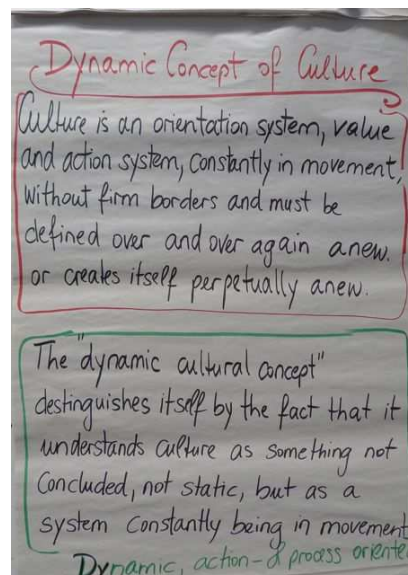 Dynamic Concept of Culture
Culture is an orientation system, value
and action system, constantly in movement,
without firm borders and must be
defined over and over again anew.
or creates itself perpetually anew.
The "dynamic cultural concept"
destinguishes itself by the fact that it
understands culture as something not
concluded, not static, but as a
system constantly being in movement
Dynamic, action- & process oriente